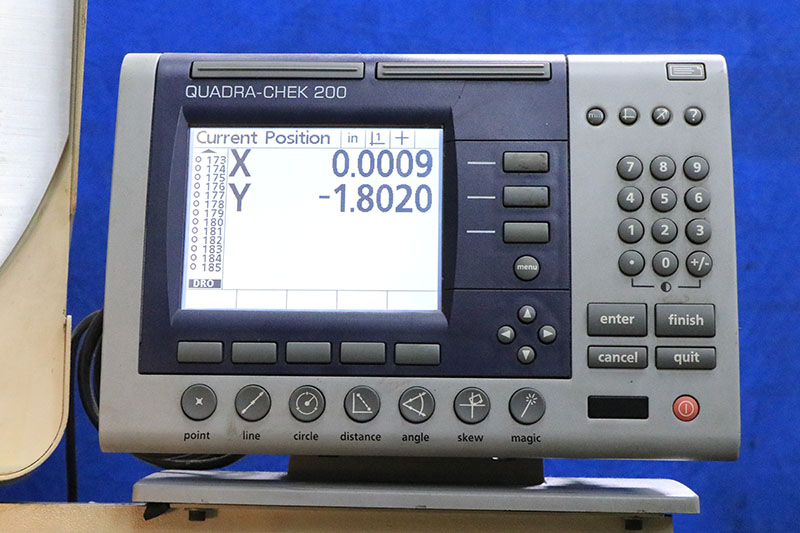 QUADRA-CHEK 200
Current Position in 1
173
174
175
176
177
178
179
180
181
182
183
184
185
X 0.0009
Y -1.8020
DRO
menu
?
7 8 9
4 5 6
1 2 3
. 0 +/-
enter finish
cancel quit
point line circle distance angle skew magic